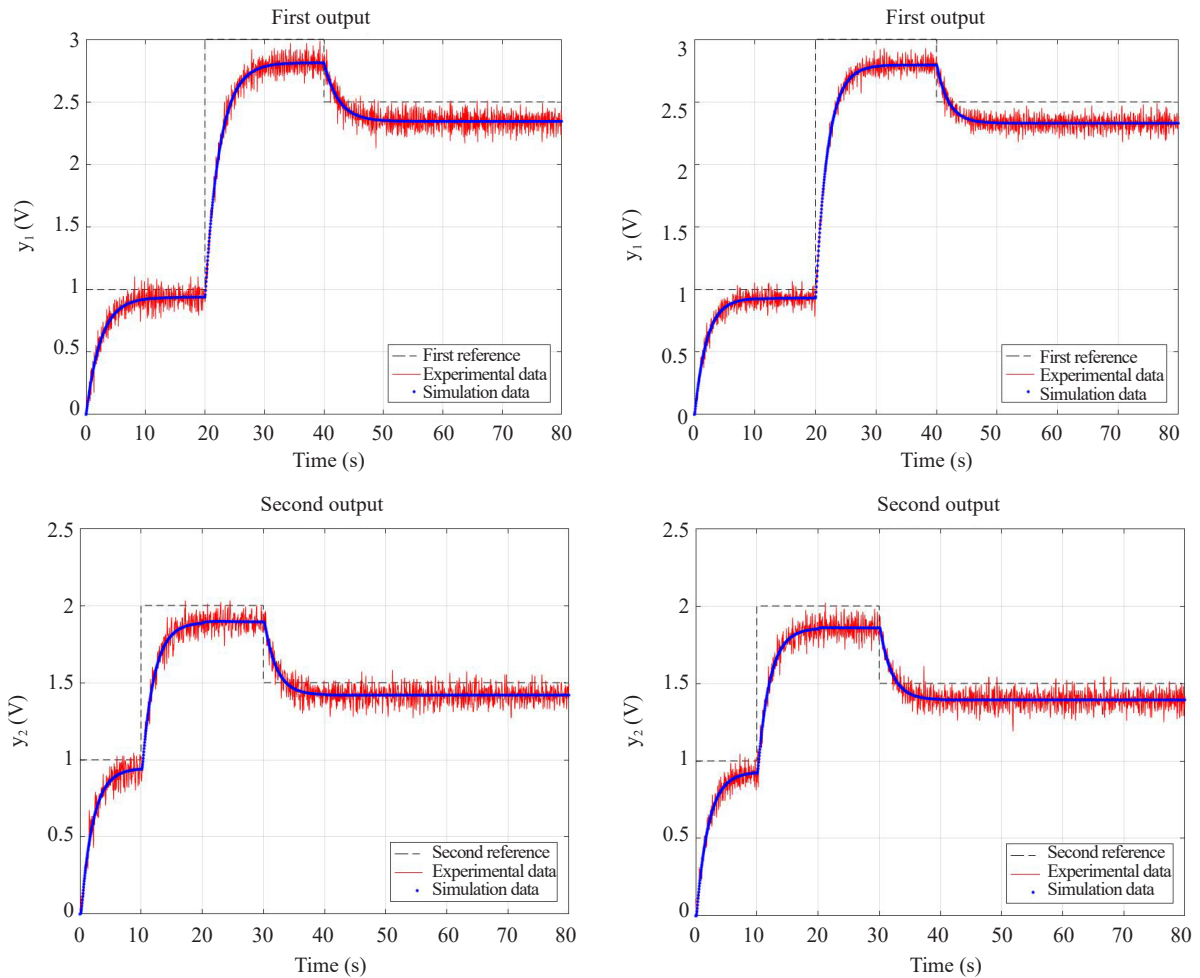 First output
3
2.5
2
1.5
1
0.5
0
y1 (V)
0 10 20 30 40 50 60 70 80
Time (s)
First reference
Experimental data
Simulation data
First output
3
2.5
2
1.5
1
0.5
0
y1 (V)
0 10 20 30 40 50 60 70 80
Time (s)
First reference
Experimental data
Simulation data
Second output
2.5
2
1.5
1
0.5
0
y2 (V)
0 10 20 30 40 50 60 70 80
Time (s)
Second reference
Experimental data
Simulation data
Second output
2.5
2
1.5
1
0.5
0
y2 (V)
0 10 20 30 40 50 60 70 80
Time (s)
Second reference
Experimental data
Simulation data